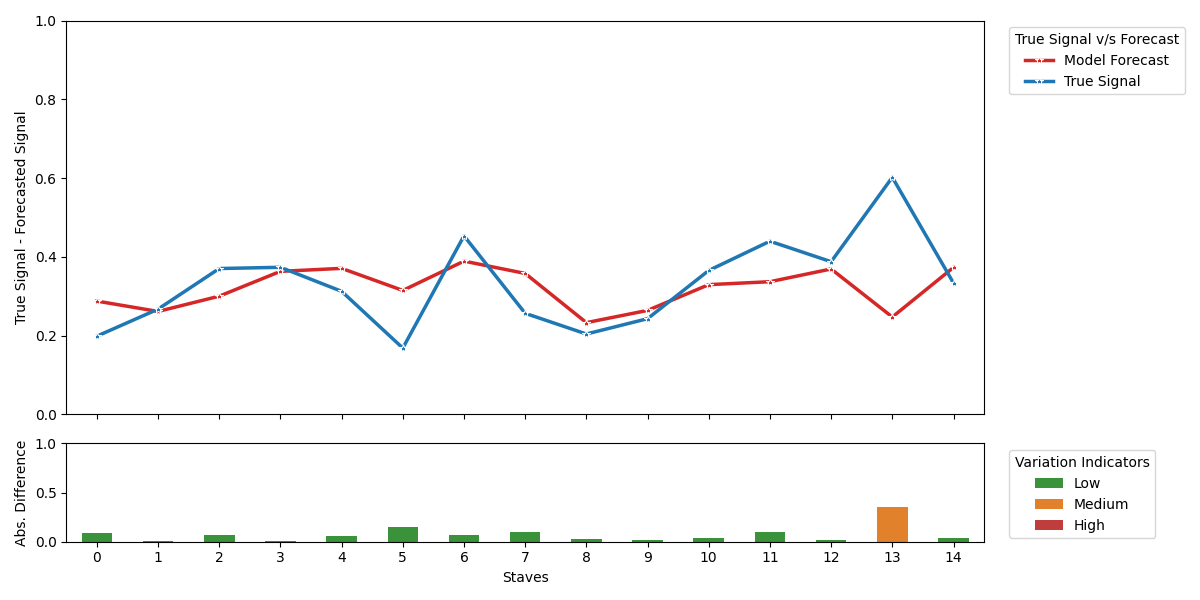 True Signal - Forecasted Signal
1.0
0.8
0.6
0.4
0.2
0.0
True Signal v/s Forecast
Model Forecast
True Signal
Abs. Difference
1.0
0.5
0.0
0 1 2 3 4 5 6 7 8 9 10 11 12 13 14
Staves
Variation Indicators
Low
Medium
High